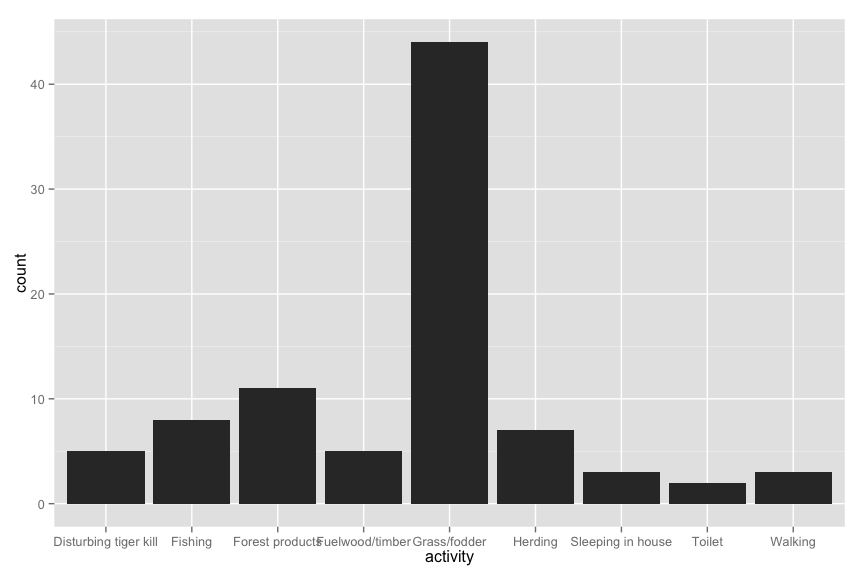 count
40
30
20
10
0
Disturbing tiger kill Fishing Forest products Fuelwood/timber Grass/fodder Herding Sleeping in house Toilet Walking
activity